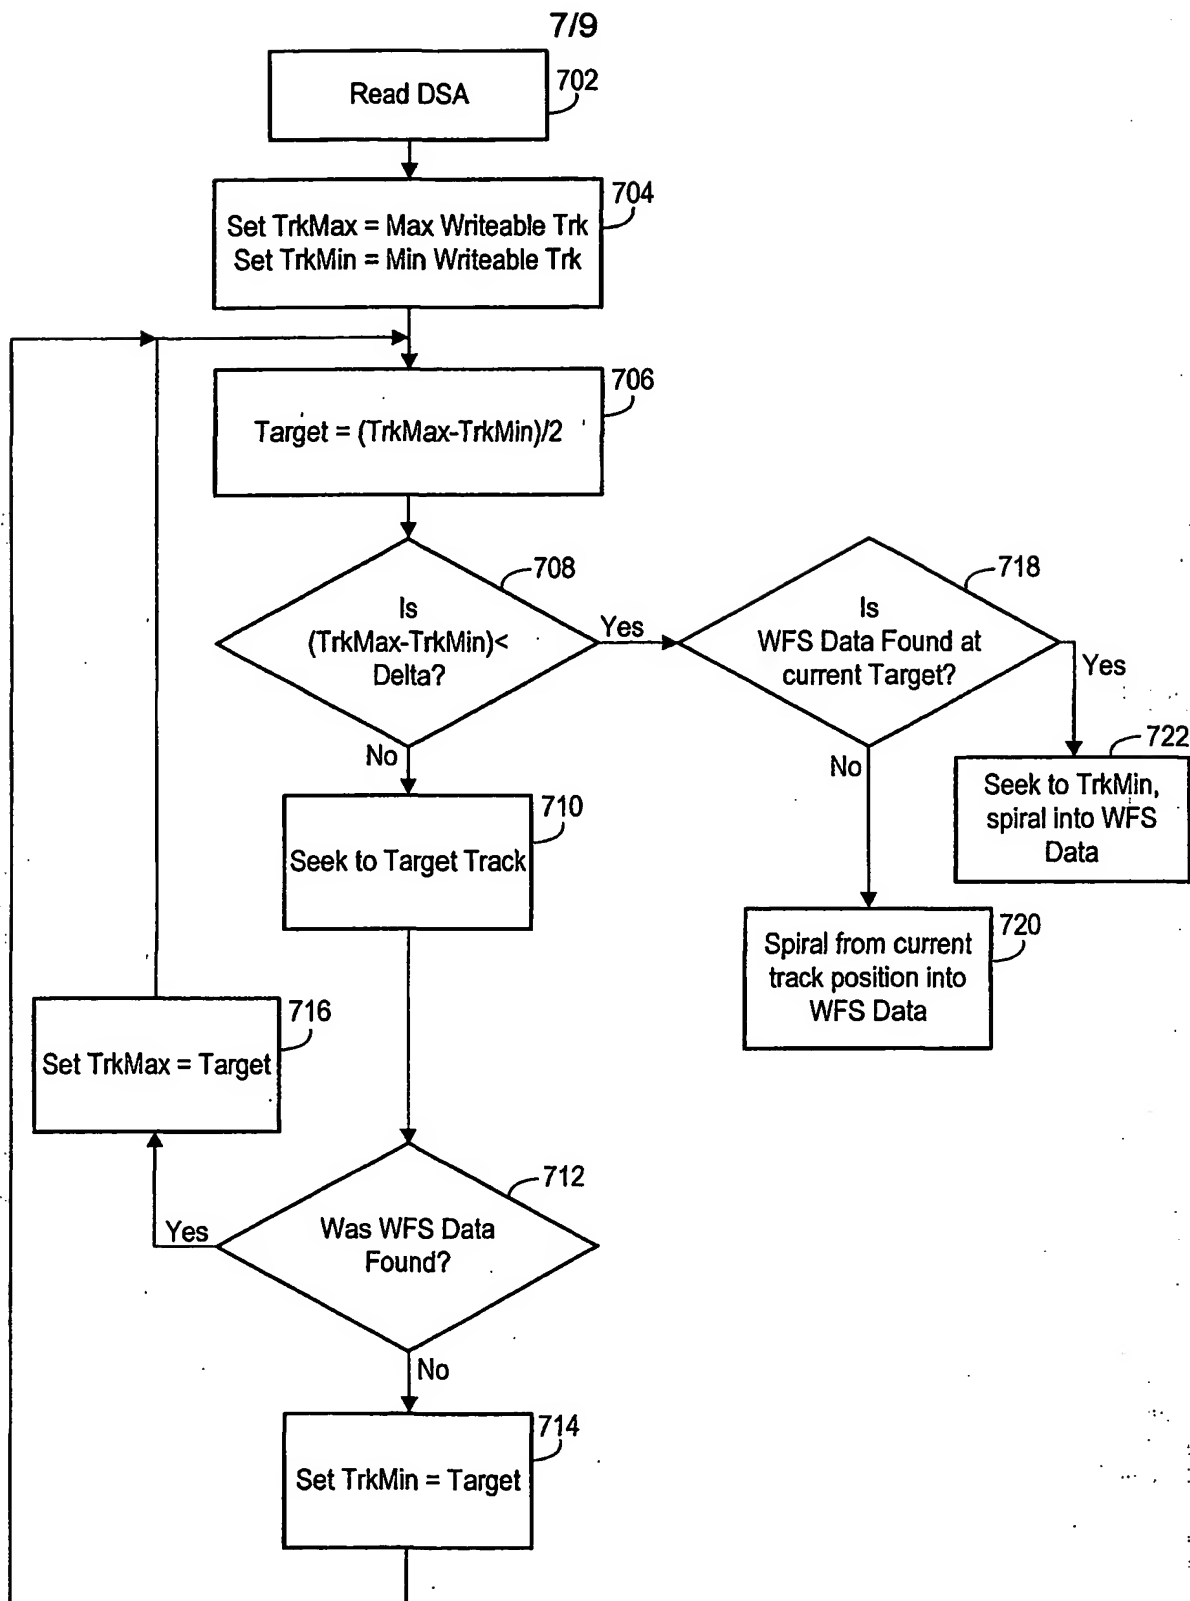 7/9
Read DSA
702
704
Set TrkMax = Max Writeable Trk
Set TrkMin = Min Writeable Trk
706
Target = (TrkMax-TrkMin)/2
708
Is
(TrkMax-TrkMin)<
Delta?
Yes
No
718
Is
WFS Data Found at
current Target?
Yes
No
722
Seek to TrkMin,
spiral into WFS
Data
710
Seek to Target Track
720
Spiral from current
track position into
WFS Data
716
Set TrkMax = Target
712
Was WFS Data
Found?
Yes
No
714
Set TrkMin = Target